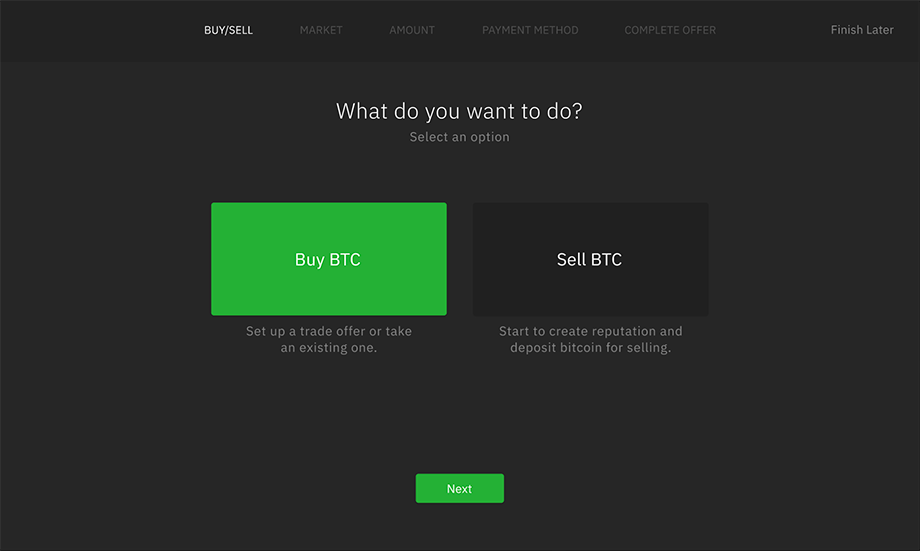 BUY/SELL MARKET AMOUNT PAYMENT METHOD COMPLETE OFFER Finish Later
What do you want to do?
Select an option
Buy BTC
Set up a trade offer or take
an existing one.
Sell BTC
Start to create reputation and
deposit bitcoin for selling.
Next